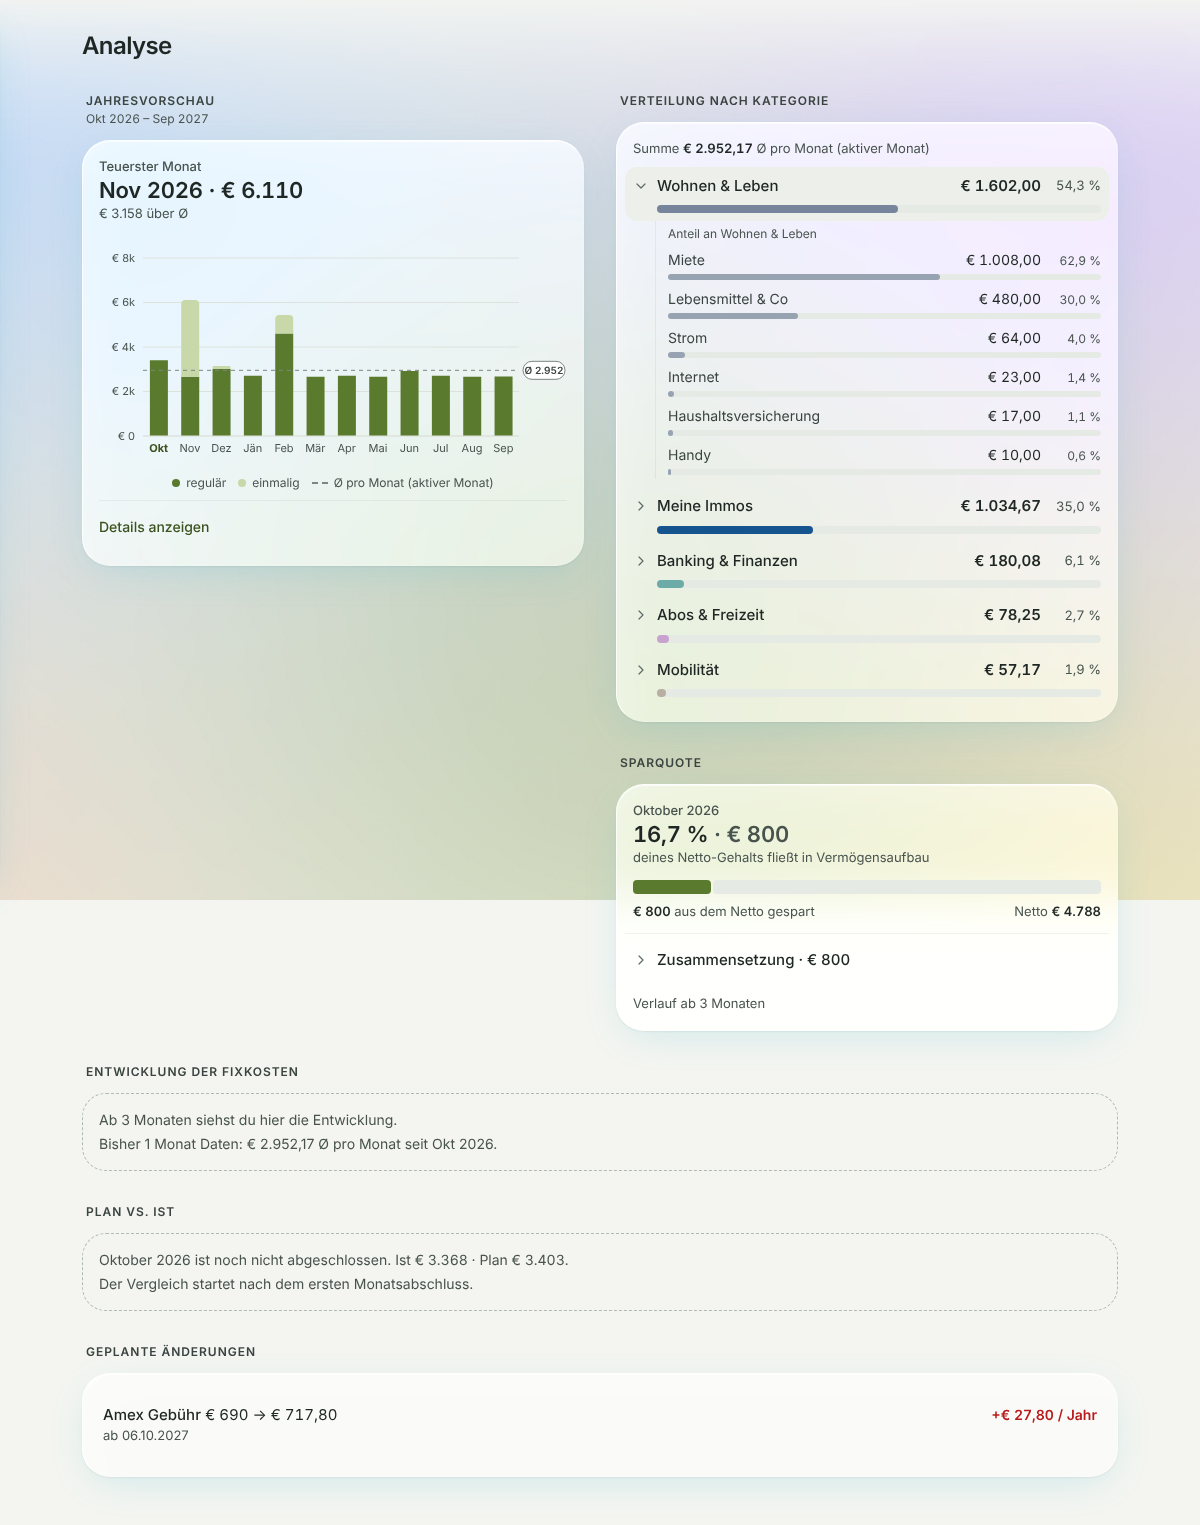 Analyse
JAHRESVORSCHAU
Okt 2026 – Sep 2027
Teuerster Monat
Nov 2026 · € 6.110
€ 3.158 über Ø
€ 8k
€ 6k
€ 4k
€ 2k
€ 0
Ø 2.952
Okt Nov Dez Jän Feb Mär Apr Mai Jun Jul Aug Sep
regulär einmalig Ø pro Monat (aktiver Monat)
Details anzeigen
VERTEILUNG NACH KATEGORIE
Summe € 2.952,17 Ø pro Monat (aktiver Monat)
Wohnen & Leben € 1.602,00 54,3 %
Anteil an Wohnen & Leben
Miete € 1.008,00 62,9 %
Lebensmittel & Co € 480,00 30,0 %
Strom € 64,00 4,0 %
Internet € 23,00 1,4 %
Haushaltsversicherung € 17,00 1,1 %
Handy € 10,00 0,6 %
Meine Immos € 1.034,67 35,0 %
Banking & Finanzen € 180,08 6,1 %
Abos & Freizeit € 78,25 2,7 %
Mobilität € 57,17 1,9 %
SPARQUOTE
Oktober 2026
16,7 % · € 800
deines Netto-Gehalts fließt in Vermögensaufbau
€ 800 aus dem Netto gespart Netto € 4.788
Zusammensetzung · € 800
Verlauf ab 3 Monaten
ENTWICKLUNG DER FIXKOSTEN
Ab 3 Monaten siehst du hier die Entwicklung.
Bisher 1 Monat Daten: € 2.952,17 Ø pro Monat seit Okt 2026.
PLAN VS. IST
Oktober 2026 ist noch nicht abgeschlossen. Ist € 3.368 · Plan € 3.403.
Der Vergleich startet nach dem ersten Monatsabschluss.
GEPLANTE ÄNDERUNGEN
Amex Gebühr € 690 → € 717,80 +€ 27,80 / Jahr
ab 06.10.2027